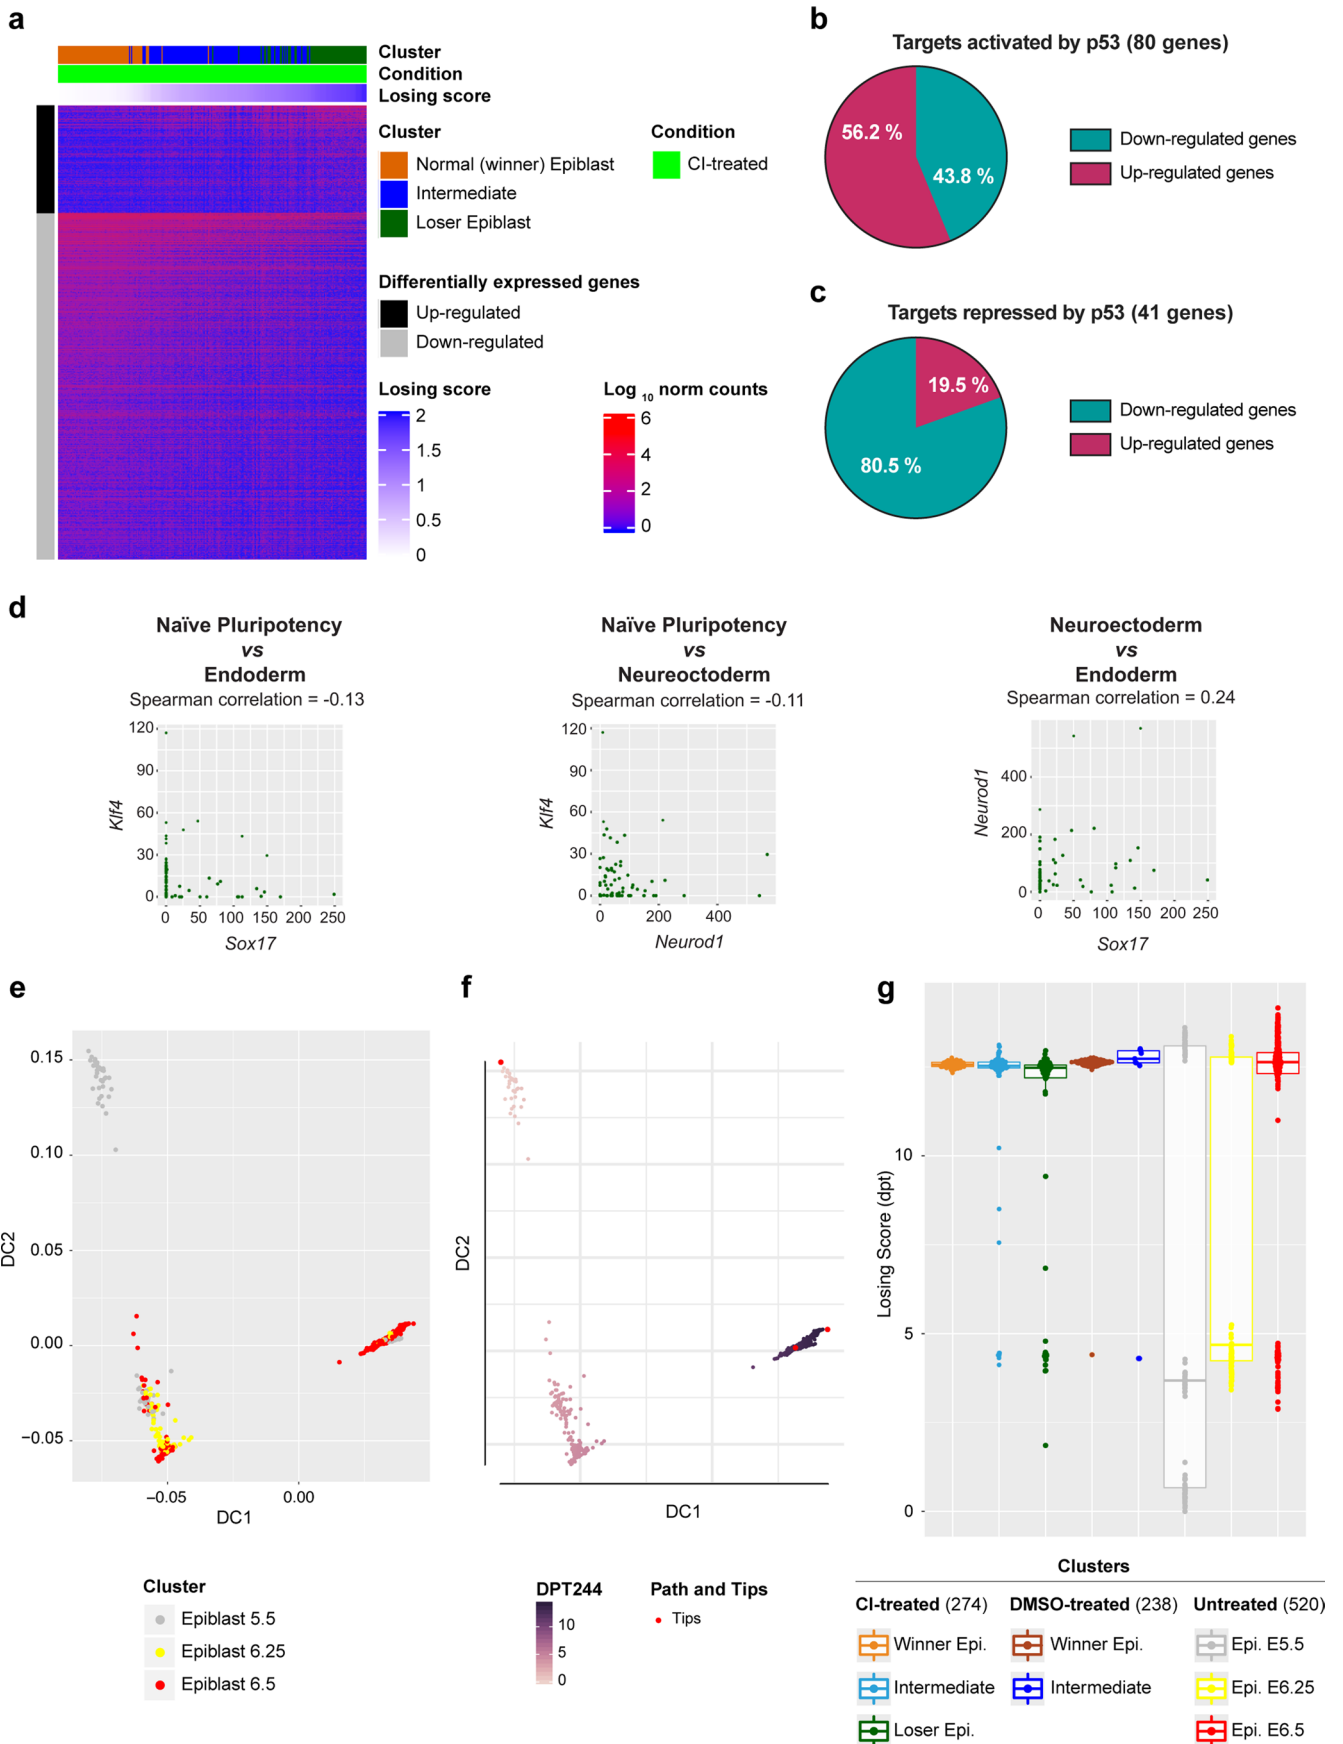 a
Cluster
Condition
Losing score
Cluster
Normal (winner) Epiblast
Intermediate
Loser Epiblast
Condition
CI-treated
Differentially expressed genes
Up-regulated
Down-regulated
Losing score
2
1.5
1
0.5
0
Log 10 norm counts
6
4
2
0
b
Targets activated by p53 (80 genes)
56.2 %
43.8 %
Down-regulated genes
Up-regulated genes
c
Targets repressed by p53 (41 genes)
19.5 %
80.5 %
Down-regulated genes
Up-regulated genes
d
Naïve Pluripotency
vs
Endoderm
Spearman correlation = -0.13
120
90
60
30
0
Klf4
0 50 100 150 200 250
Sox17
Naïve Pluripotency
vs
Neureoctoderm
Spearman correlation = -0.11
120
90
60
30
0
Klf4
0 200 400
Neurod1
Neuroectoderm
vs
Endoderm
Spearman correlation = 0.24
400
200
0
Neurod1
0 50 100 150 200 250
Sox17
e
0.15
0.10
0.05
0.00
−0.05
DC2
−0.05 0.00
DC1
Cluster
Epiblast 5.5
Epiblast 6.25
Epiblast 6.5
f
DC2
DC1
DPT244
10
5
0
Path and Tips
Tips
g
Losing Score (dpt)
10
5
0
Clusters
CI-treated (274) DMSO-treated (238) Untreated (520)
Winner Epi. Winner Epi. Epi. E5.5
Intermediate Intermediate Epi. E6.25
Loser Epi. Epi. E6.5